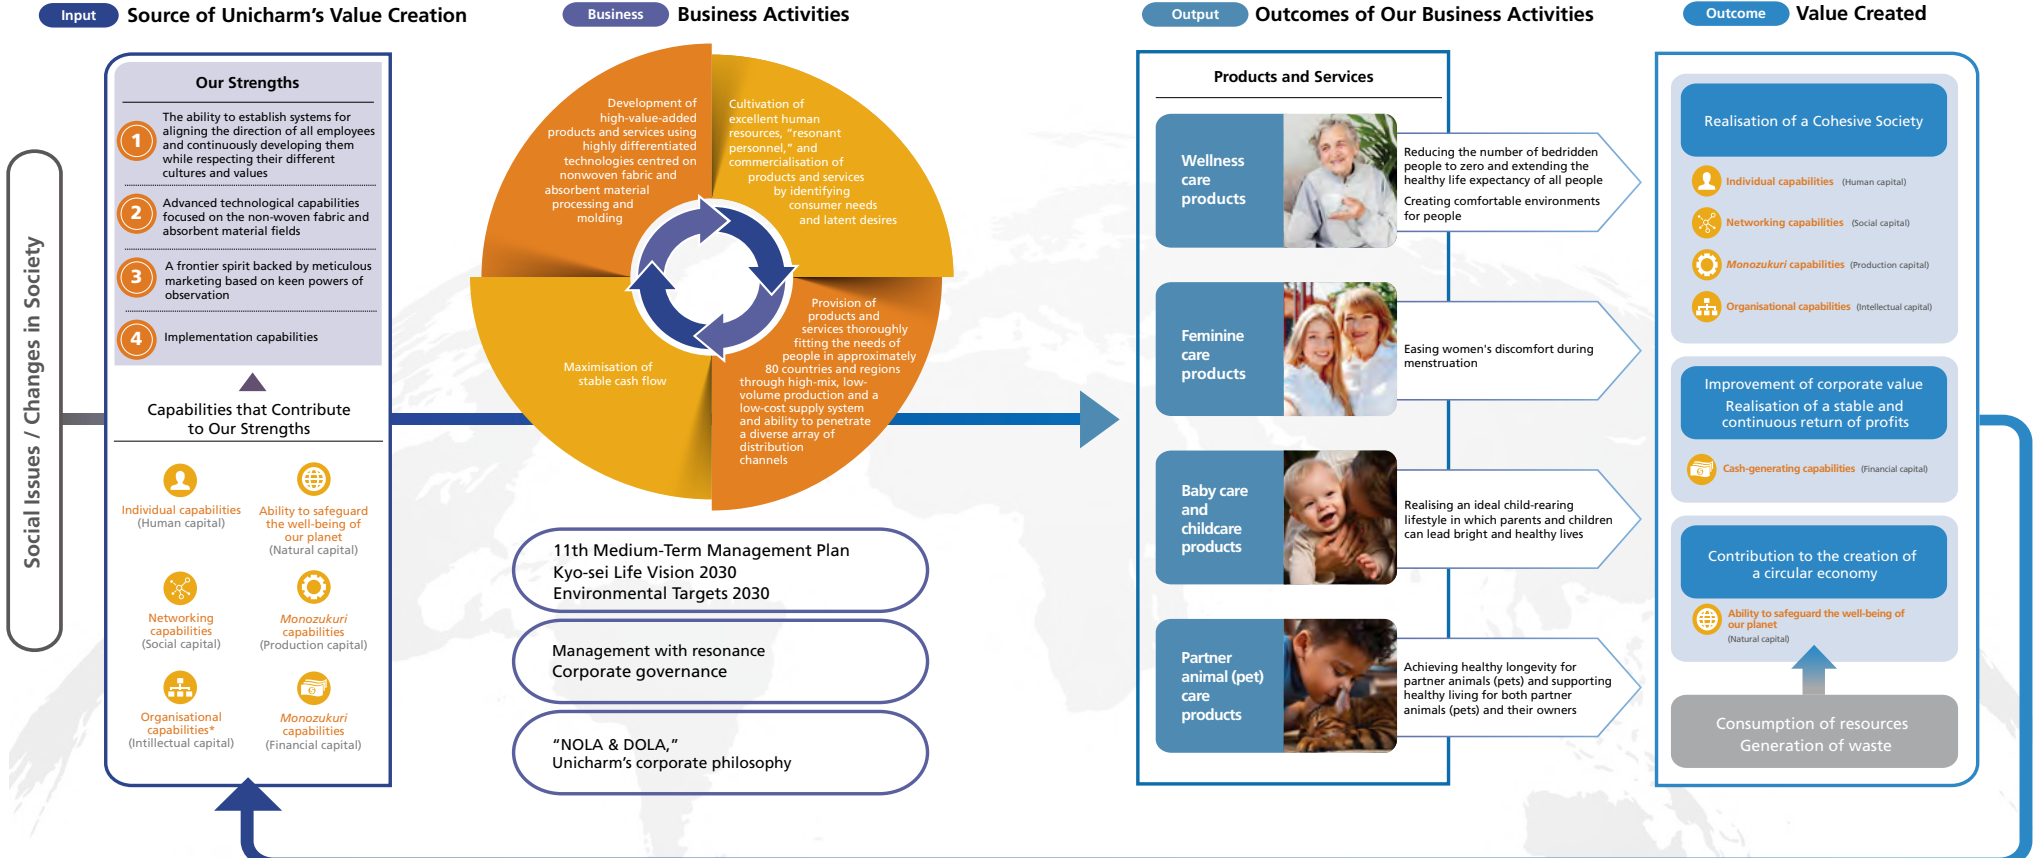 Input
Source of Unicharm's Value Creation
Business
Business Activities
Output
Outcomes of Our Business Activities
Outcome
Value Created
Social Issues / Changes in Society
Our Strengths
1
The ability to establish systems for
aligning the direction of all employees
and continuously developing them
while respecting their different
cultures and values
2
Advanced technological capabilities
focused on the non-woven fabric and
absorbent material fields
3
A frontier spirit backed by meticulous
marketing based on keen powers of
observation
4
Implementation capabilities
Capabilities that Contribute
to Our Strengths
Individual capabilities
(Human capital)
Ability to safeguard
the well-being of
our planet
(Natural capital)
Networking
capabilities
(Social capital)
Monozukuri
capabilities
(Production capital)
Organisational
capabilities*
(Intillectual capital)
Monozukuri
capabilities
(Financial capital)
Development of
high-value-added
products and services using
highly differentiated
technologies centred on
nonwoven fabric and
absorbent material
processing and
molding
Cultivation of
excellent human
resources, "resonant
personnel," and
commercialisation of
products and services
by identifying
consumer needs
and latent desires
Maximisation of
stable cash flow
Provision of
products and
services thoroughly
fitting the needs of
people in approximately
80 countries and regions
through high-mix, low-
volume production and a
low-cost supply system
and ability to penetrate
a diverse array of
distribution
channels
11th Medium-Term Management Plan
Kyo-sei Life Vision 2030
Environmental Targets 2030
Management with resonance
Corporate governance
"NOLA & DOLA,"
Unicharm's corporate philosophy
Products and Services
Wellness
care
products
Reducing the number of bedridden
people to zero and extending the
healthy life expectancy of all people
Creating comfortable environments
for people
Feminine
care
products
Easing women's discomfort during
menstruation
Baby care
and
childcare
products
Realising an ideal child-rearing
lifestyle in which parents and children
can lead bright and healthy lives
Partner
animal (pet)
care
products
Achieving healthy longevity for
partner animals (pets) and supporting
healthy living for both partner
animals (pets) and their owners
Realisation of a Cohesive Society
Individual capabilities (Human capital)
Networking capabilities (Social capital)
Monozukuri capabilities (Production capital)
Organisational capabilities (Intellectual capital)
Improvement of corporate value
Realisation of a stable and
continuous return of profits
Cash-generating capabilities (Financial capital)
Contribution to the creation of
a circular economy
Ability to safeguard the well-being of
our planet
(Natural capital)
Consumption of resources
Generation of waste